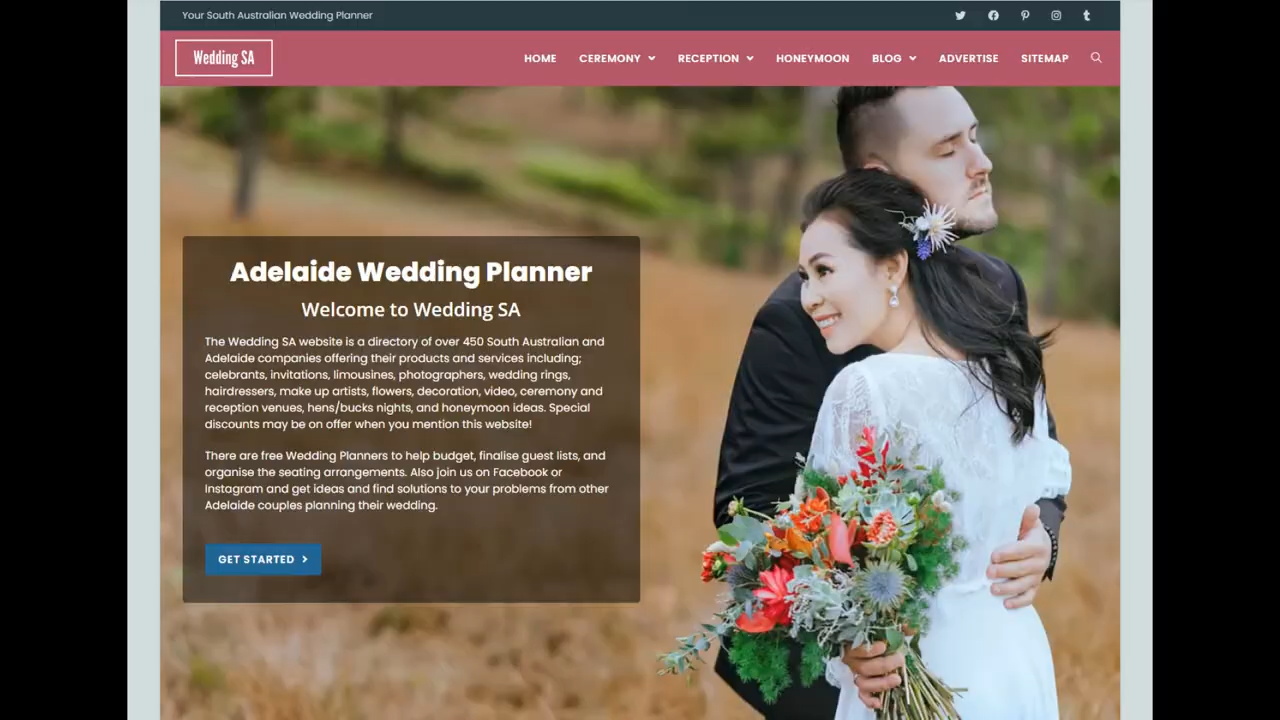 Your South Australian Wedding Planner
Wedding SA
HOME CEREMONY RECEPTION HONEYMOON BLOG ADVERTISE SITEMAP
Adelaide Wedding Planner
Welcome to Wedding SA
The Wedding SA website is a directory of over 450 South Australian and
Adelaide companies offering their products and services including;
celebrants, invitations, limousines, photographers, wedding rings,
hairdressers, make up artists, flowers, decoration, video, ceremony and
reception venues, hens/bucks nights, and honeymoon ideas. Special
discounts may be on offer when you mention this website!
There are free Wedding Planners to help budget, finalise guest lists, and
organise the seating arrangements. Also join us on Facebook or
Instagram and get ideas and find solutions to your problems from other
Adelaide couples planning their wedding.
GET STARTED